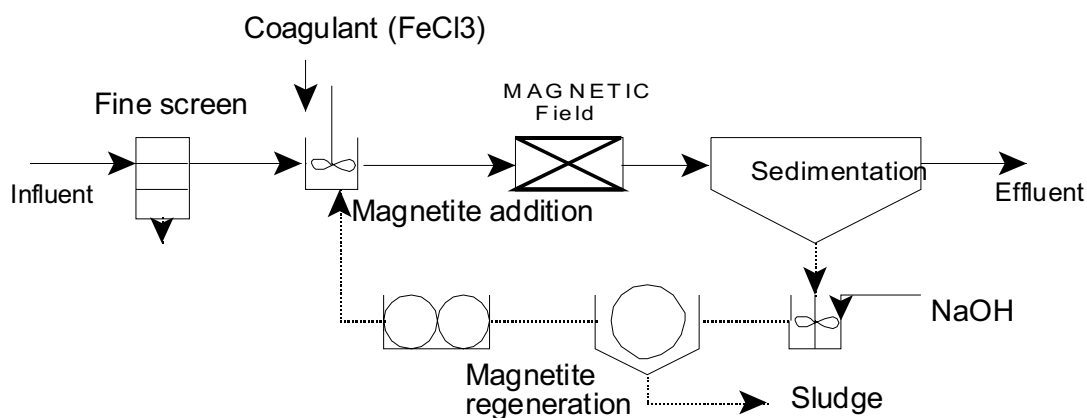 Coagulant (FeCl3)
Fine screen
MAGNETIC
Field
Influent
Sedimentation
Effluent
Magnetite addition
NaOH
Magnetite
regeneration
Sludge